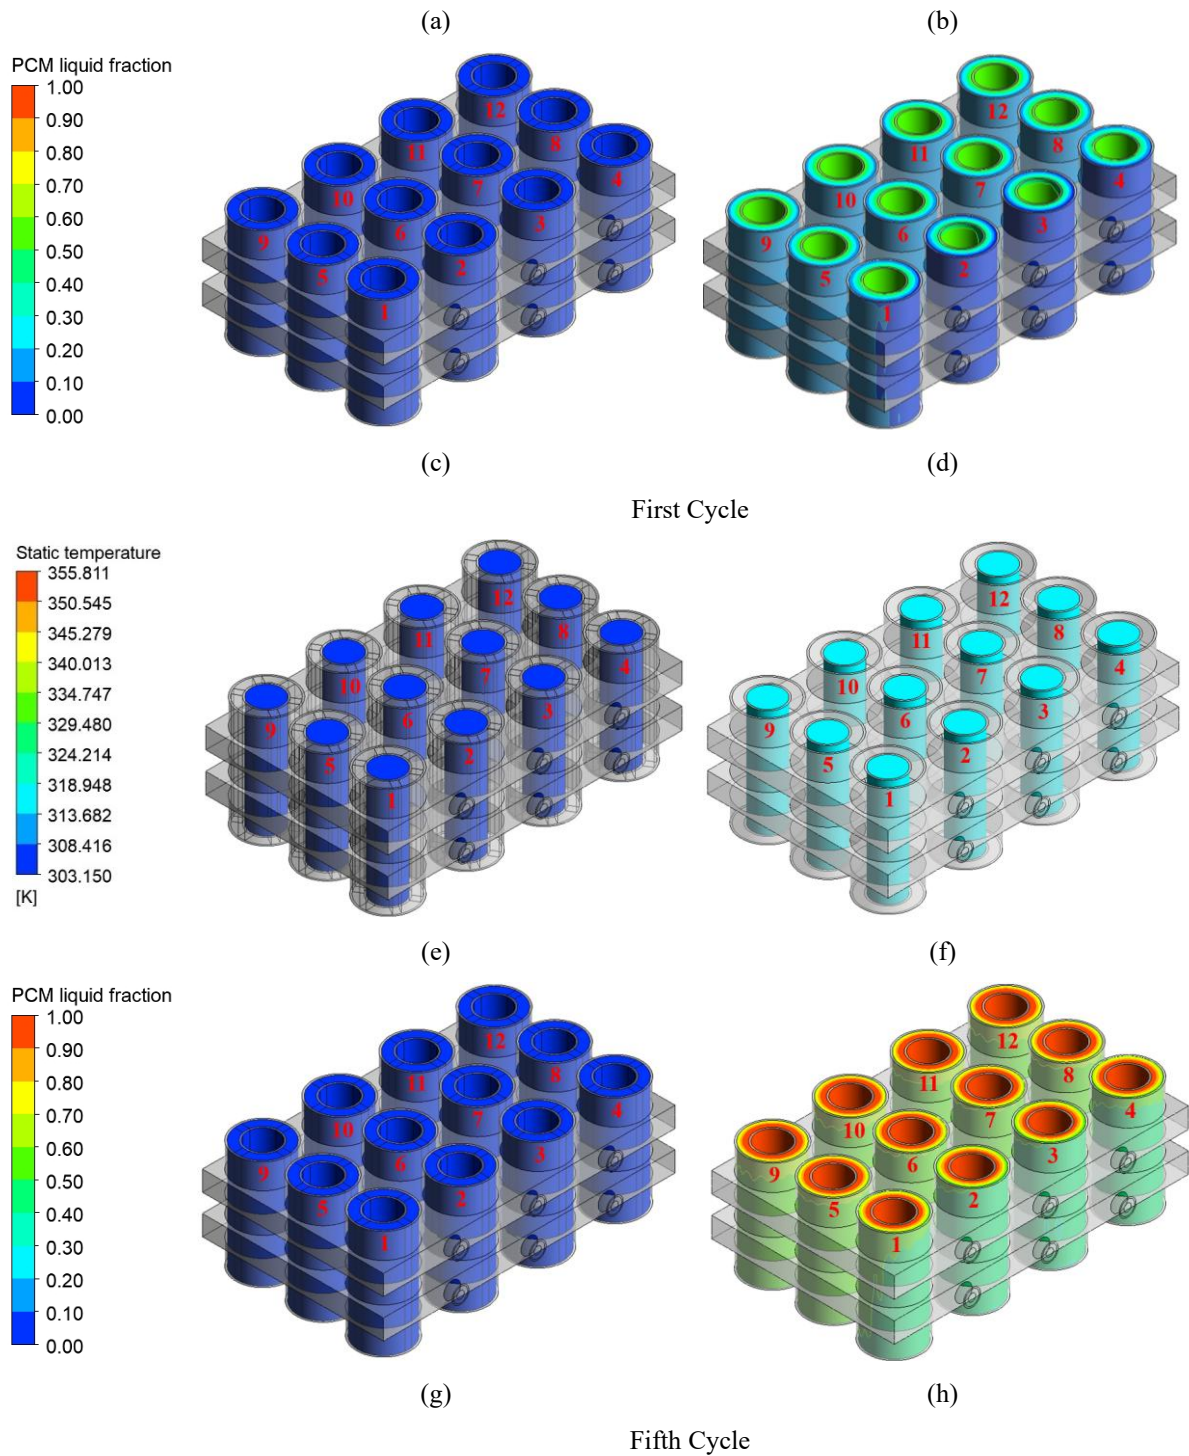 (a) (b)
PCM liquid fraction
1.00
0.90
0.80
0.70
0.60
0.50
0.40
0.30
0.20
0.10
0.00
12
11 8
10 7 4
9 6 3
5 2
1
12
11 8
10 7 4
9 6 3
5 2
1
(c) (d)
First Cycle
Static temperature
355.811
350.545
345.279
340.013
334.747
329.480
324.214
318.948
313.682
308.416
303.150
[K]
12
11 8
10 7 4
9 6 3
5 2
1
12
11 8
10 7 4
9 6 3
5 2
1
(e) (f)
PCM liquid fraction
1.00
0.90
0.80
0.70
0.60
0.50
0.40
0.30
0.20
0.10
0.00
12
11 8
10 7 4
9 6 3
5 2
1
12
11 8
10 7 4
9 6 3
5 2
1
(g) (h)
Fifth Cycle